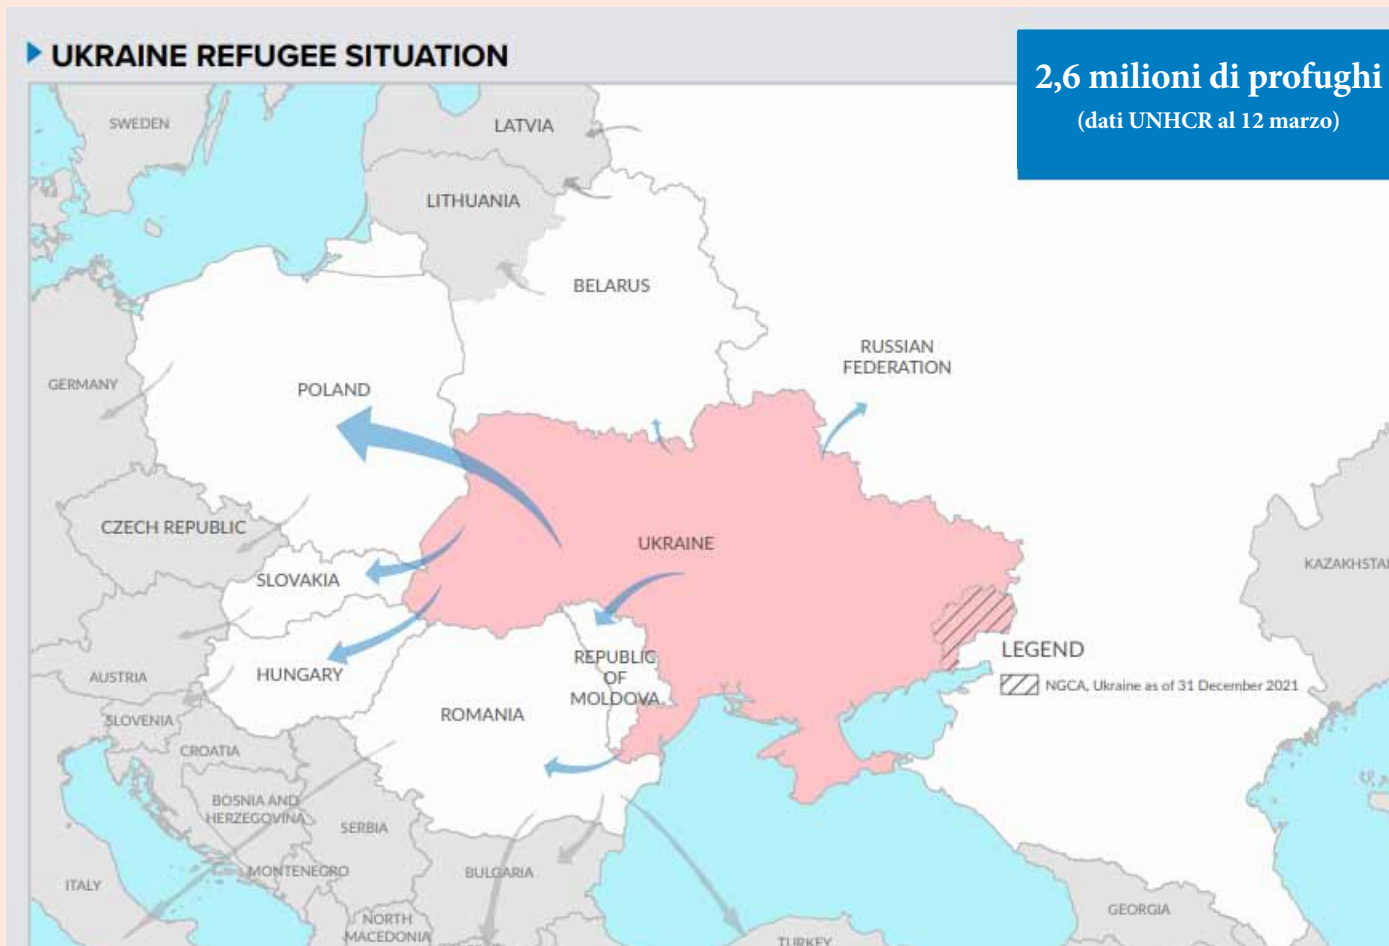 UKRAINE REFUGEE SITUATION
2,6 milioni di profughi
(dati UNHCR al 12 marzo)
SWEDEN
LATVIA
LITHUANIA
BELARUS
RUSSIAN
FEDERATION
GERMANY
POLAND
CZECH REPUBLIC
UKRAINE
KAZAKHSTA
SLOVAKIA
LEGEND
NGCA, Ukraine as of 31 December 2021
HUNGARY
REPUBLIC
OF
MOLDOVA
AUSTRIA
ROMANIA
SLOVENIA
CROATIA
BOSNIA AND
HERZEGOVINA
SERBIA
MONTENEGRO
BULGARIA
ITALY
NORTH
MACEDONIA
GEORGIA
TURKEY